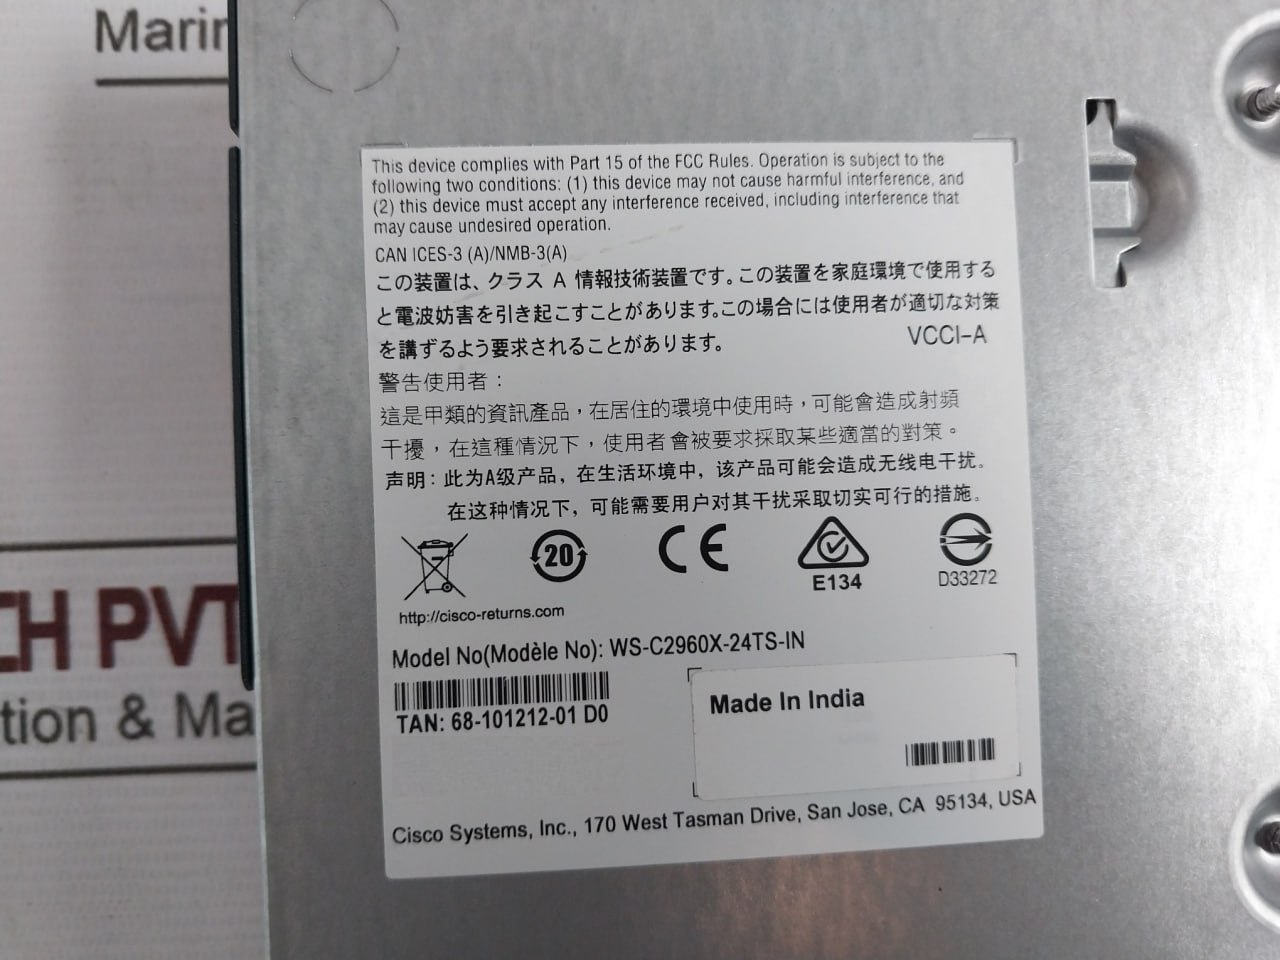 Marin
This device complies with Part 15 of the FCC Rules. Operation is subject to the
following two conditions: (1) this device may not cause harmful interference, and
(2) this device must accept any interference received, including interference that
may cause undesired operation.
CAN ICES-3 (A)/NMB-3(A)
この装置は、クラス A 情報技術装置です。この装置を家庭環境で使用する
と電波妨害を引き起こすことがあります。この場合には使用者が適切な対策
を講ずるよう要求されることがあります。
VCCI-A
警告使用者：
這是甲類的資訊產品，在居住的環境中使用時，可能會造成射頻
干擾，在這種情況下，使用者會被要求採取某些適當的對策。
声明：此为A级产品，在生活环境中，该产品可能会造成无线电干扰。
在这种情况下，可能需要用户对其干扰采取切实可行的措施。
20
CE
E134
D33272
http://cisco-returns.com
Model No(Modèle No): WS-C2960X-24TS-IN
TAN: 68-101212-01 D0
Made In India
Cisco Systems, Inc., 170 West Tasman Drive, San Jose, CA 95134, USA
CH PVT
tion & Ma